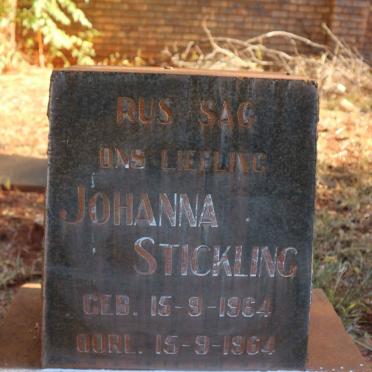 RUS SAG
ONS LIEFLING
JOHANNA
STICKLING
GEB. 15-9-1964
OORL. 15-9-1964